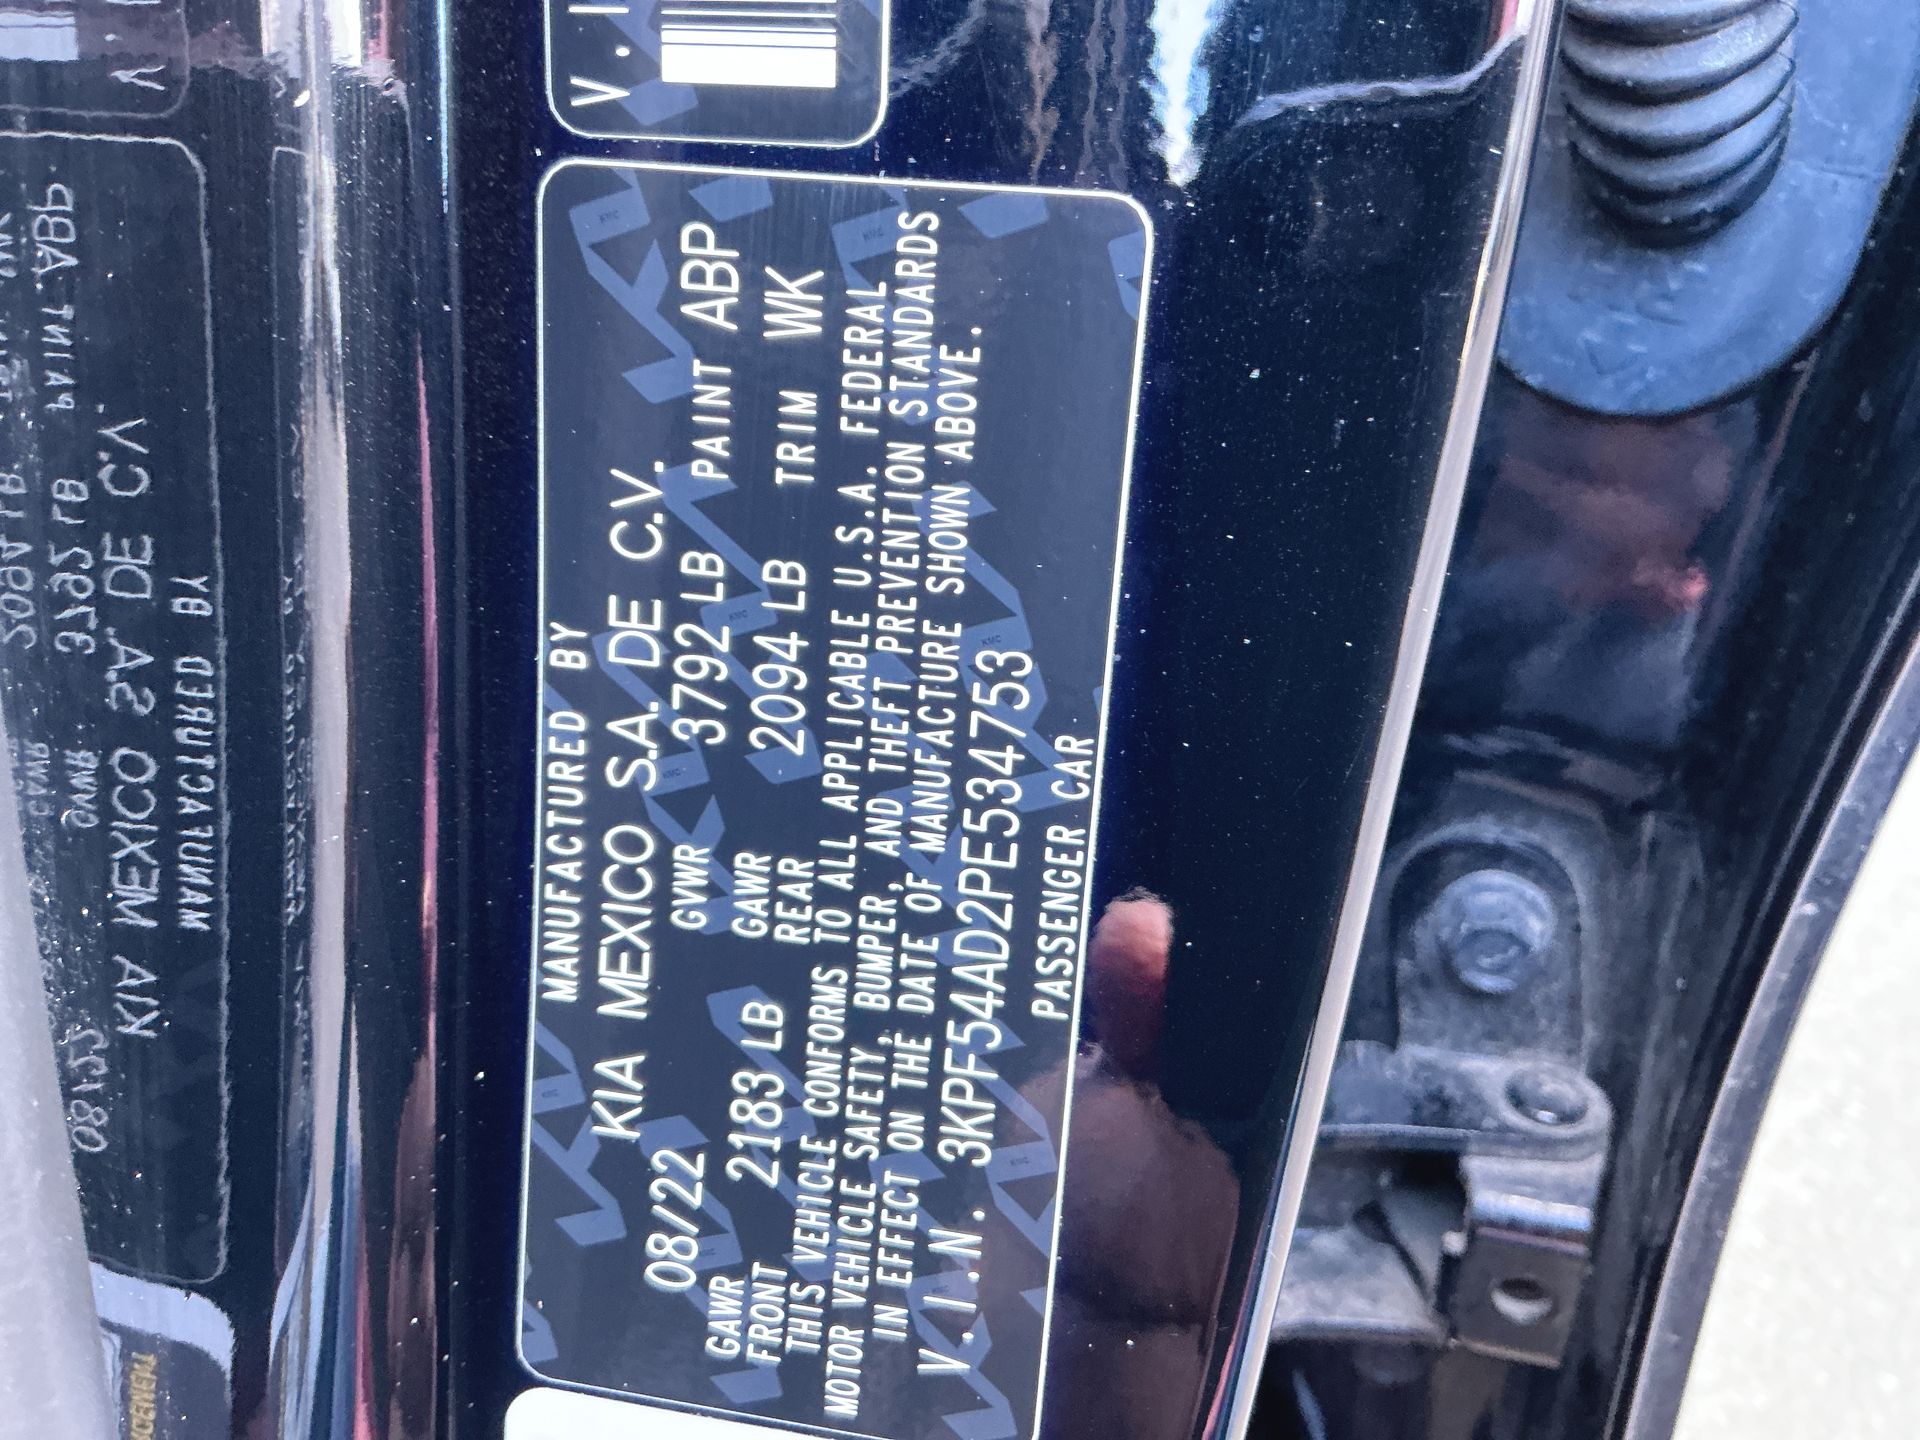 V.I
MANUFACTURED BY
KIA MEXICO S.A. DE C.V.
08/22 GVWR 3792 LB PAINT ABP
GAWR FRONT 2183 LB GAWR REAR 2094 LB TRIM WK
THIS VEHICLE CONFORMS TO ALL APPLICABLE U.S.A. FEDERAL
MOTOR VEHICLE SAFETY, BUMPER, AND THEFT PREVENTION STANDARDS
IN EFFECT ON THE DATE OF MANUFACTURE SHOWN ABOVE.
V.I.N. 3KPF54AD2PE534753
PASSENGER CAR